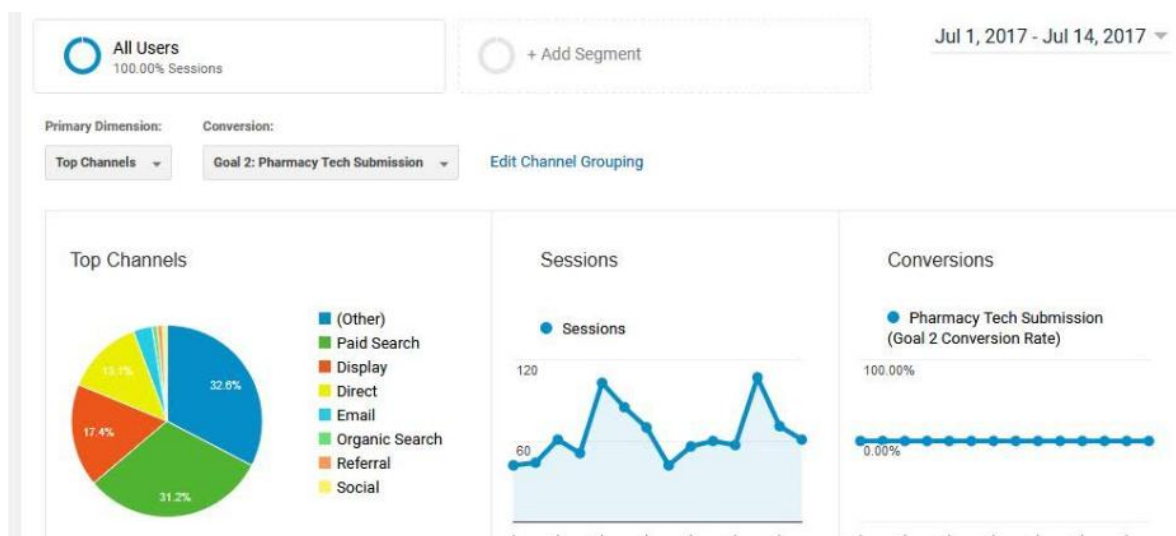 All Users
100.00% Sessions
+ Add Segment
Jul 1, 2017 - Jul 14, 2017
Primary Dimension:
Conversion:
Top Channels
Goal 2: Pharmacy Tech Submission
Edit Channel Grouping
Top Channels
32.6%
31.2%
17.4%
13.1%
(Other)
Paid Search
Display
Direct
Email
Organic Search
Referral
Social
Sessions
Sessions
120
60
Conversions
Pharmacy Tech Submission
(Goal 2 Conversion Rate)
100.00%
0.00%